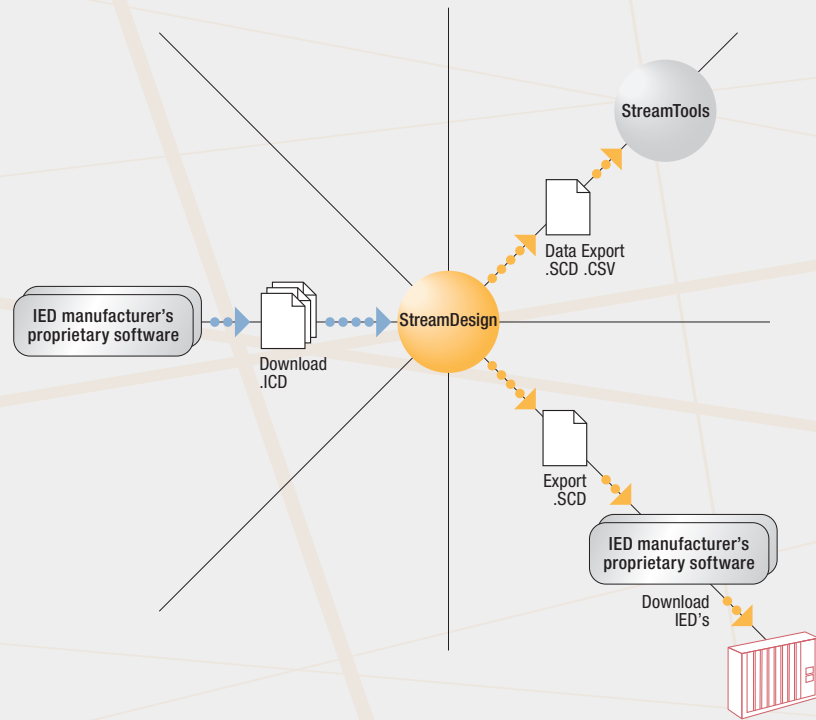 StreamTools
Data Export
.SCD .CSV
IED manufacturer's
proprietary software
StreamDesign
Download
.ICD
Export
.SCD
IED manufacturer's
proprietary software
Download
IED's